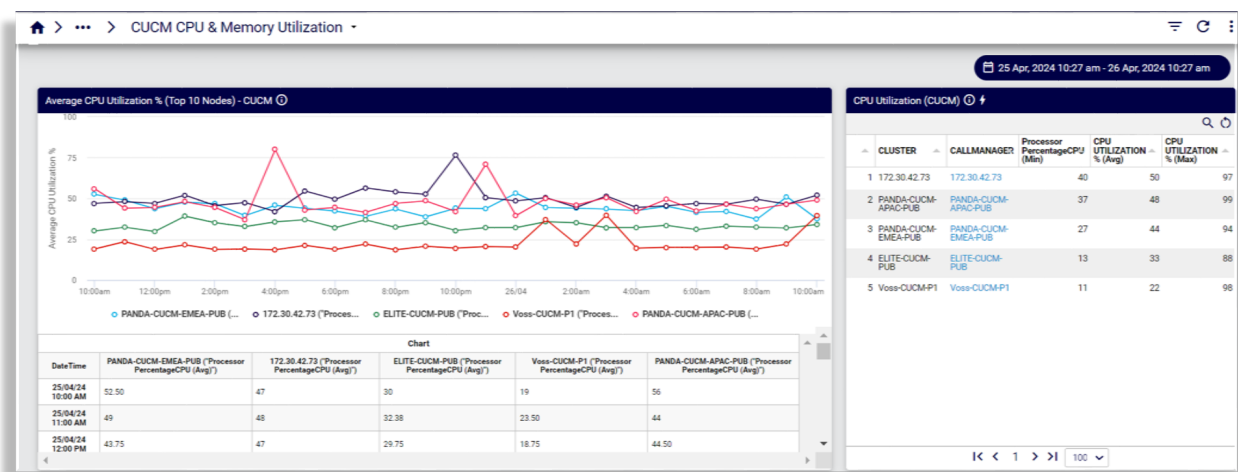 CUCM CPU & Memory Utilization
25 Apr, 2024 10:27 am - 26 Apr, 2024 10:27 am
Average CPU Utilization % (Top 10 Nodes) - CUCM
Average CPU Utilization %
100
75
50
25
0
10:00am 12:00pm 2:00pm 4:00pm 6:00pm 8:00pm 10:00pm 26/04 2:00am 4:00am 6:00am 8:00am 10:00am
PANDA-CUCM-EMEA-PUB (... 172.30.42.73 ("Proces... ELITE-CUCM-PUB ("Proc... Voss-CUCM-P1 ("Proces... PANDA-CUCM-APAC-PUB (...
Chart
DateTime PANDA-CUCM-EMEA-PUB ("Processor PercentageCPU (Avg)") 172.30.42.73 ("Processor PercentageCPU (Avg)") ELITE-CUCM-PUB ("Processor PercentageCPU (Avg)") Voss-CUCM-P1 ("Processor PercentageCPU (Avg)") PANDA-CUCM-APAC-PUB ("Processor PercentageCPU (Avg)")
25/04/24 10:00 AM 52.50 47 30 19 56
25/04/24 11:00 AM 49 48 32.38 23.50 44
25/04/24 12:00 PM 43.75 47 29.75 18.75 44.50
CPU Utilization (CUCM)
CLUSTER CALLMANAGER Processor PercentageCPU (Min) CPU UTILIZATION % (Avg) CPU UTILIZATION % (Max)
1 172.30.42.73 172.30.42.73 40 50 97
2 PANDA-CUCM-APAC-PUB PANDA-CUCM-APAC-PUB 37 48 99
3 PANDA-CUCM-EMEA-PUB PANDA-CUCM-EMEA-PUB 27 44 94
4 ELITE-CUCM-PUB ELITE-CUCM-PUB 13 33 88
5 Voss-CUCM-P1 Voss-CUCM-P1 11 22 98
1 100